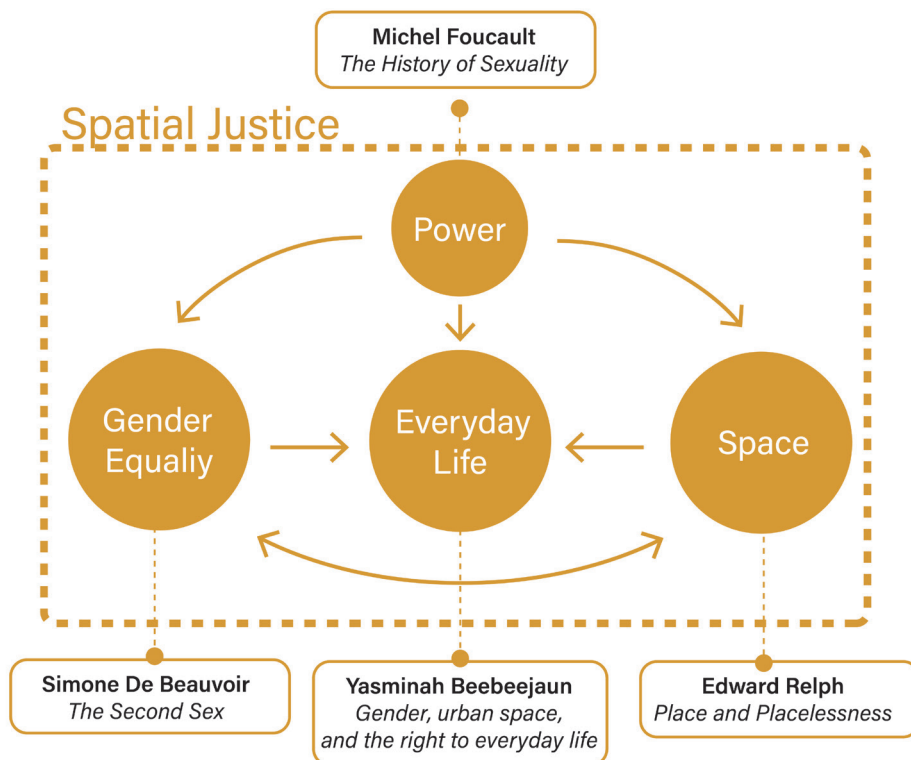 Michel Foucault
The History of Sexuality
Spatial Justice
Power
Gender
Equaliy
Everyday
Life
Space
Simone De Beauvoir
The Second Sex
Yasminah Beebeejaun
Gender, urban space,
and the right to everyday life
Edward Relph
Place and Placelessness